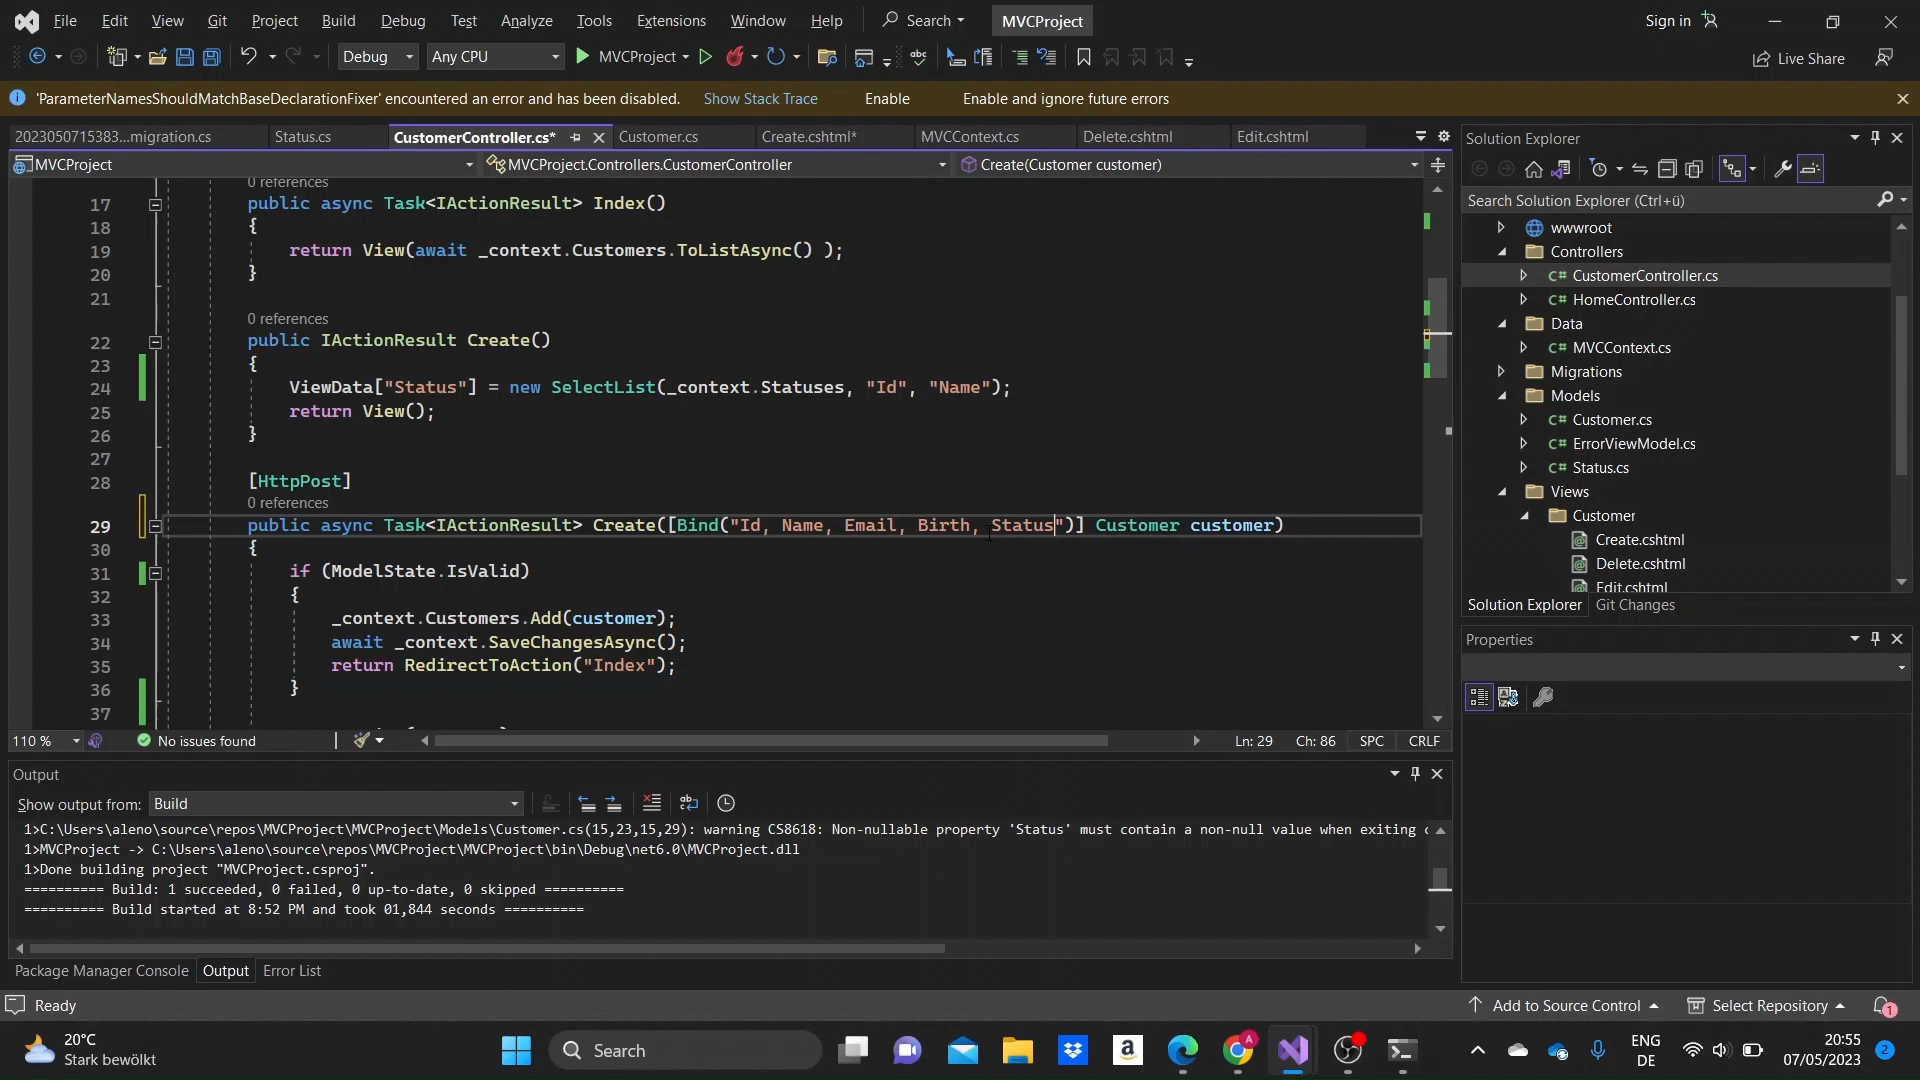 File Edit View Git Project Build Debug Test Analyze Tools Extensions Window Help Search MVCProject Sign in
Debug Any CPU MVCProject Live Share
'ParameterNamesShouldMatchBaseDeclarationFixer' encountered an error and has been disabled. Show Stack Trace Enable Enable and ignore future errors
2023050715383...migration.cs Status.cs CustomerController.cs* Customer.cs Create.cshtml* MVCContext.cs Delete.cshtml Edit.cshtml
MVCProject MVCProject.Controllers.CustomerController Create(Customer customer)
0 references
17 public async Task<IActionResult> Index()
18 {
19 return View(await _context.Customers.ToListAsync() );
20 }
21
0 references
22 public IActionResult Create()
23 {
24 ViewData["Status"] = new SelectList(_context.Statuses, "Id", "Name");
25 return View();
26 }
27
28 [HttpPost]
0 references
29 public async Task<IActionResult> Create([Bind("Id, Name, Email, Birth, Status")] Customer customer)
30 {
31 if (ModelState.IsValid)
32 {
33 _context.Customers.Add(customer);
34 await _context.SaveChangesAsync();
35 return RedirectToAction("Index");
36 }
37
110 % No issues found Ln: 29 Ch: 86 SPC CRLF
Solution Explorer
Search Solution Explorer (Ctrl+ü)
wwwroot
Controllers
C# CustomerController.cs
C# HomeController.cs
Data
C# MVCContext.cs
Migrations
Models
C# Customer.cs
C# ErrorViewModel.cs
C# Status.cs
Views
Customer
Create.cshtml
Delete.cshtml
Edit.cshtml
Solution Explorer Git Changes
Properties
Output
Show output from: Build
1>C:\Users\aleno\source\repos\MVCProject\MVCProject\Models\Customer.cs(15,23,15,29): warning CS8618: Non-nullable property 'Status' must contain a non-null value when exiting
1>MVCProject -> C:\Users\aleno\source\repos\MVCProject\MVCProject\bin\Debug\net6.0\MVCProject.dll
1>Done building project "MVCProject.csproj".
========== Build: 1 succeeded, 0 failed, 0 up-to-date, 0 skipped ==========
========== Build started at 8:52 PM and took 01,844 seconds ==========
Package Manager Console Output Error List
Ready Add to Source Control Select Repository 1
20°C
Stark bewölkt
Search
ENG
DE
20:55
07/05/2023
2